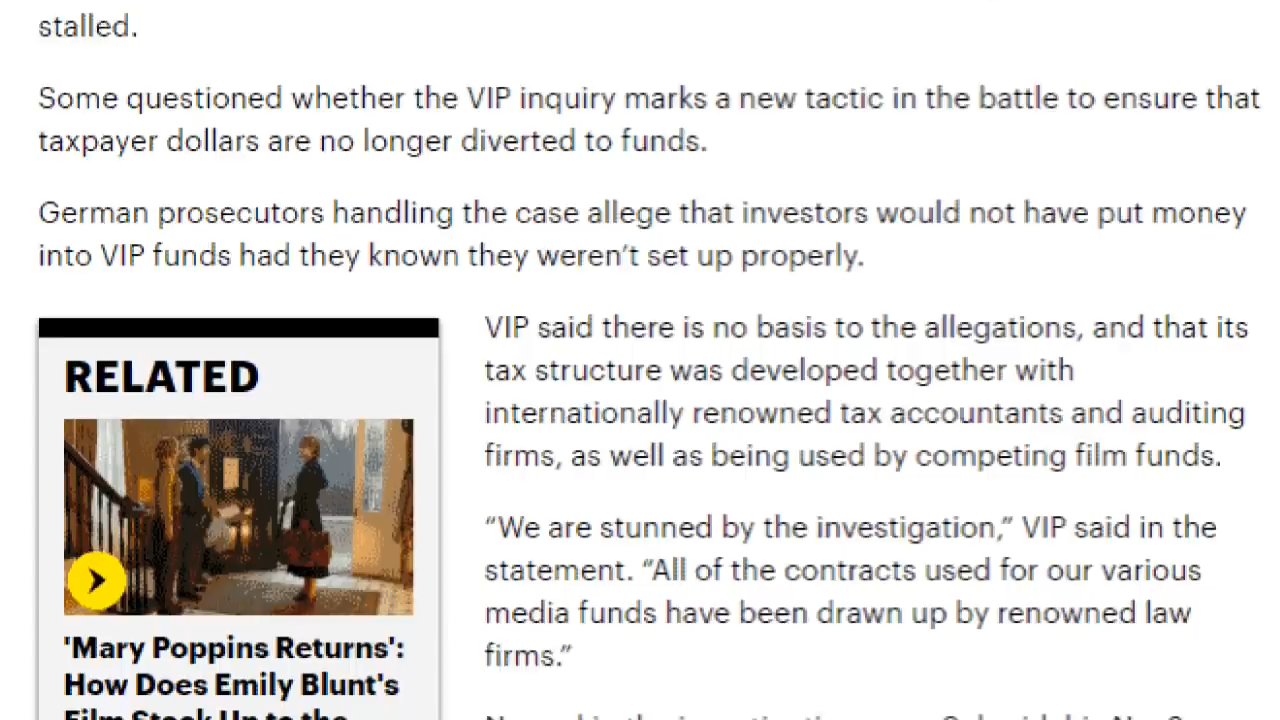 stalled.
Some questioned whether the VIP inquiry marks a new tactic in the battle to ensure that
taxpayer dollars are no longer diverted to funds.
German prosecutors handling the case allege that investors would not have put money
into VIP funds had they known they weren’t set up properly.
VIP said there is no basis to the allegations, and that its
tax structure was developed together with
internationally renowned tax accountants and auditing
firms, as well as being used by competing film funds.
“We are stunned by the investigation,” VIP said in the
statement. “All of the contracts used for our various
media funds have been drawn up by renowned law
firms.”
RELATED
'Mary Poppins Returns':
How Does Emily Blunt's
Film Stack Up to the